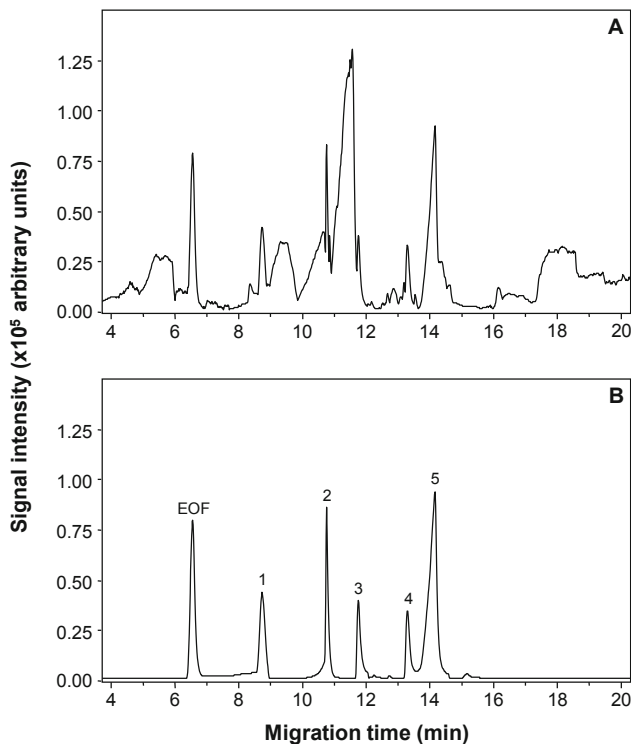 A
1.25
1.00
0.75
0.50
0.25
0.00
4 6 8 10 12 14 16 18 20
Signal intensity (x10⁵ arbitrary units)
B
1.25
1.00
0.75
0.50
0.25
0.00
EOF
1
2
3
4
5
4 6 8 10 12 14 16 18 20
Migration time (min)